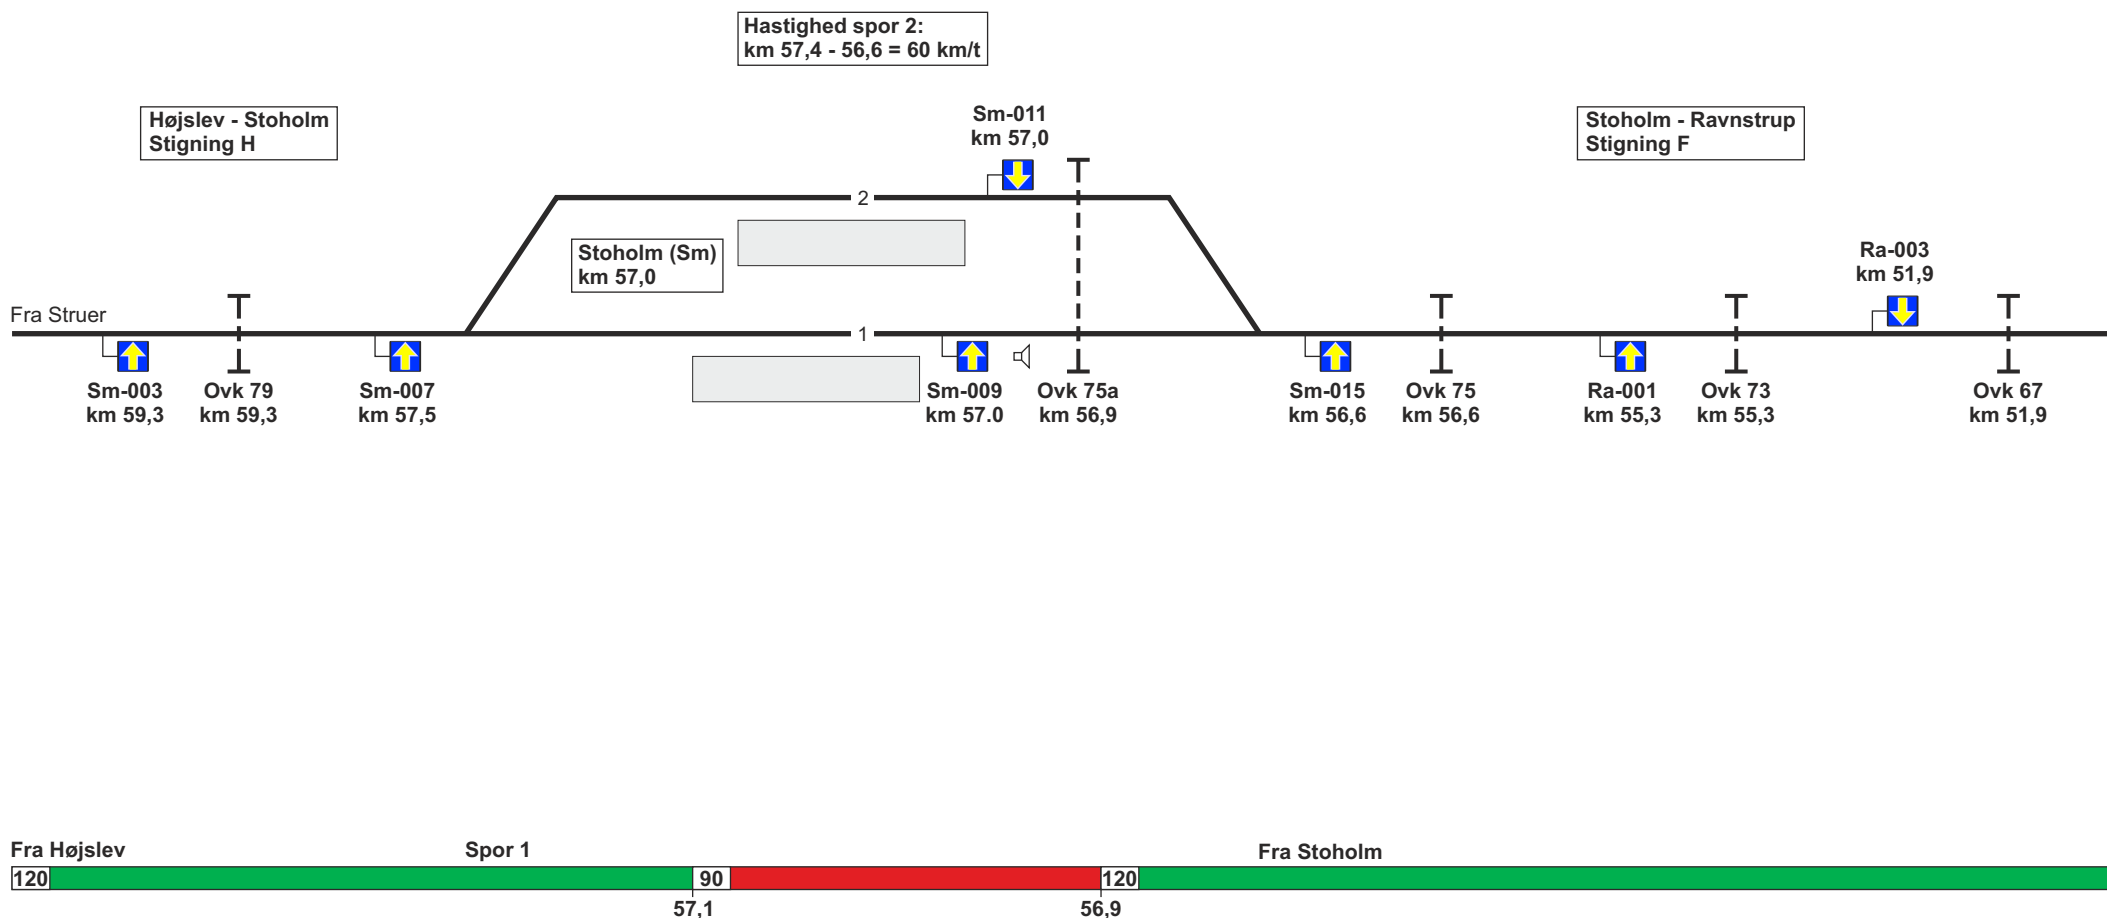 Hastighed spor 2:
km 57,4 - 56,6 = 60 km/t
Højslev - Stoholm
Stigning H
Sm-011
km 57,0
Stoholm - Ravnstrup
Stigning F
2
Stoholm (Sm)
km 57,0
Ra-003
km 51,9
Fra Struer
1
Sm-003
km 59,3
Ovk 79
km 59,3
Sm-007
km 57,5
Sm-009
km 57.0
Ovk 75a
km 56,9
Sm-015
km 56,6
Ovk 75
km 56,6
Ra-001
km 55,3
Ovk 73
km 55,3
Ovk 67
km 51,9
Fra Højslev
Spor 1
Fra Stoholm
120
90
120
57,1
56,9